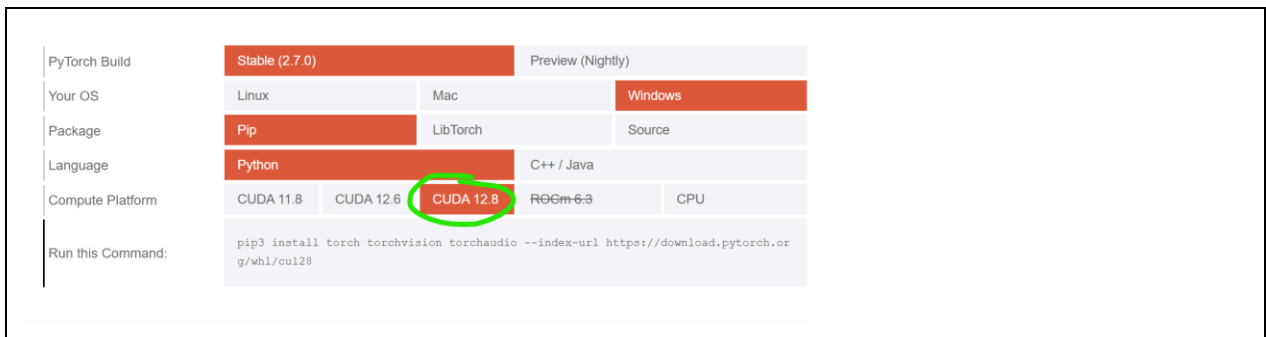 PyTorch Build Stable (2.7.0) Preview (Nightly)
Your OS Linux Mac Windows
Package Pip LibTorch Source
Language Python C++ / Java
Compute Platform CUDA 11.8 CUDA 12.6 CUDA 12.8 ROCm 6.3 CPU
Run this Command: pip3 install torch torchvision torchaudio --index-url https://download.pytorch.or
g/whl/cu128